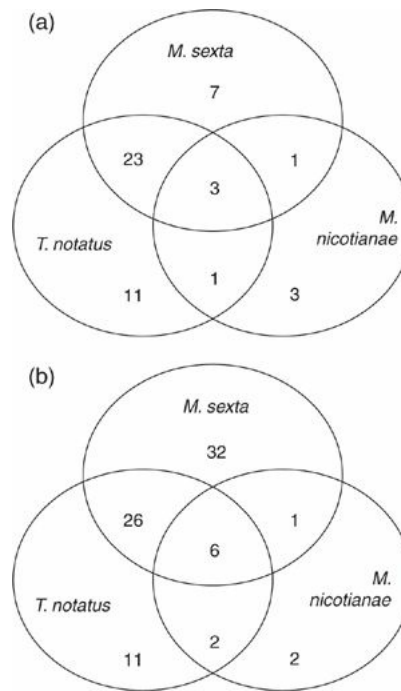 (a)
M. sexta
7
23
1
3
T. notatus
M.
nicotianae
1
11
3
(b)
M. sexta
32
26
1
6
T. notatus
M.
nicotianae
2
11
2